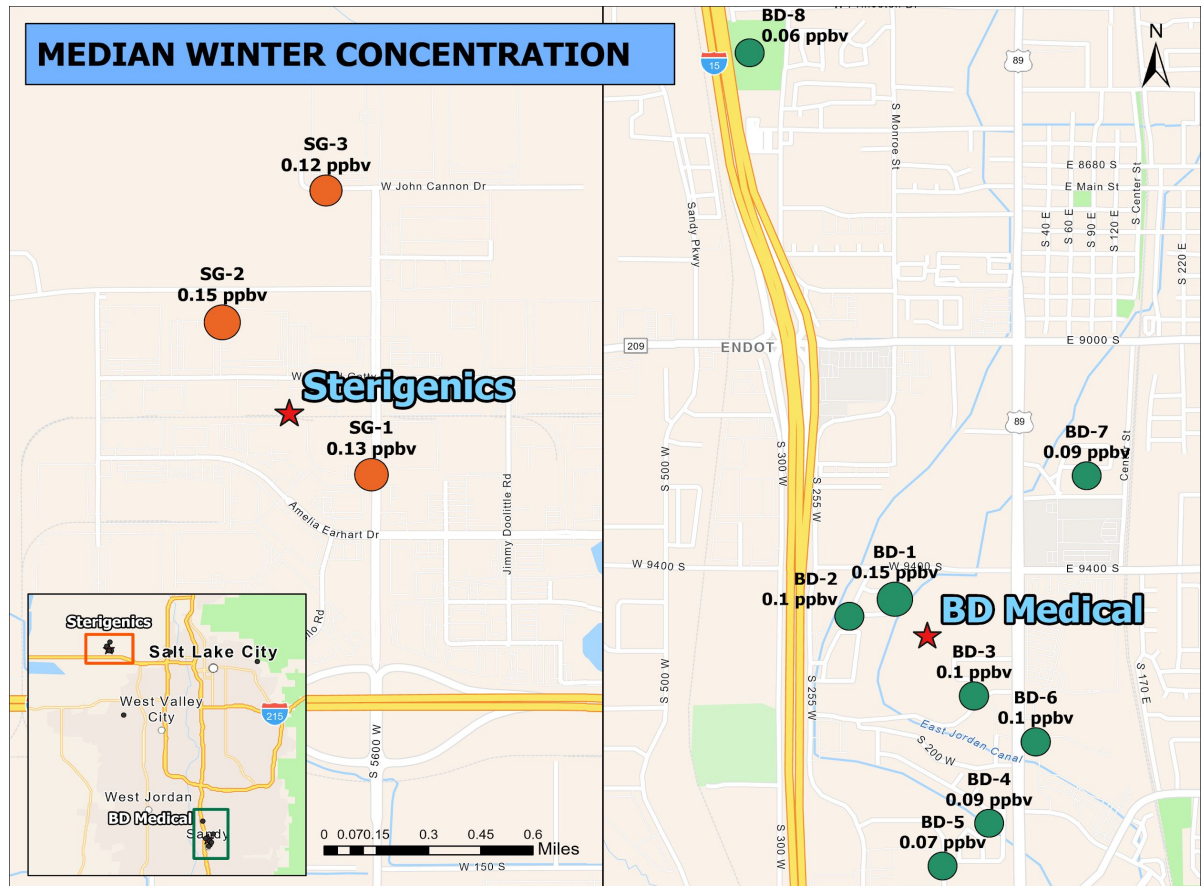 MEDIAN WINTER CONCENTRATION
SG-3
0.12 ppbv
W John Cannon Dr
SG-2
0.15 ppbv
Sterigenics
SG-1
0.13 ppbv
Amelia Earhart Dr
Jimmy Doolittle Rd
S 5600 W
215
0 0.07 0.15 0.3 0.45 0.6
Miles
W 150 S
Sterigenics
Salt Lake City
West Valley
City
West Jordan
BD Medical
Sandy
BD-8
0.06 ppbv
15
89
N
S Monroe St
Sandy Pkwy
E 8680 S
E Main St
S Center St
S 40 E
S 60 E
S 90 E
S 120 E
S 220 E
209
ENDOT
E 9000 S
89
BD-7
0.09 ppbv
Center St
S 500 W
S 300 W
S 255 W
W 9400 S
W 9400 S
E 9400 S
BD-1
0.15 ppbv
BD-2
0.1 ppbv
BD Medical
BD-3
0.1 ppbv
BD-6
0.1 ppbv
East Jordan Canal
S 200 W
S 500 W
S 255 W
S 170 E
BD-4
0.09 ppbv
BD-5
0.07 ppbv
S 300 W